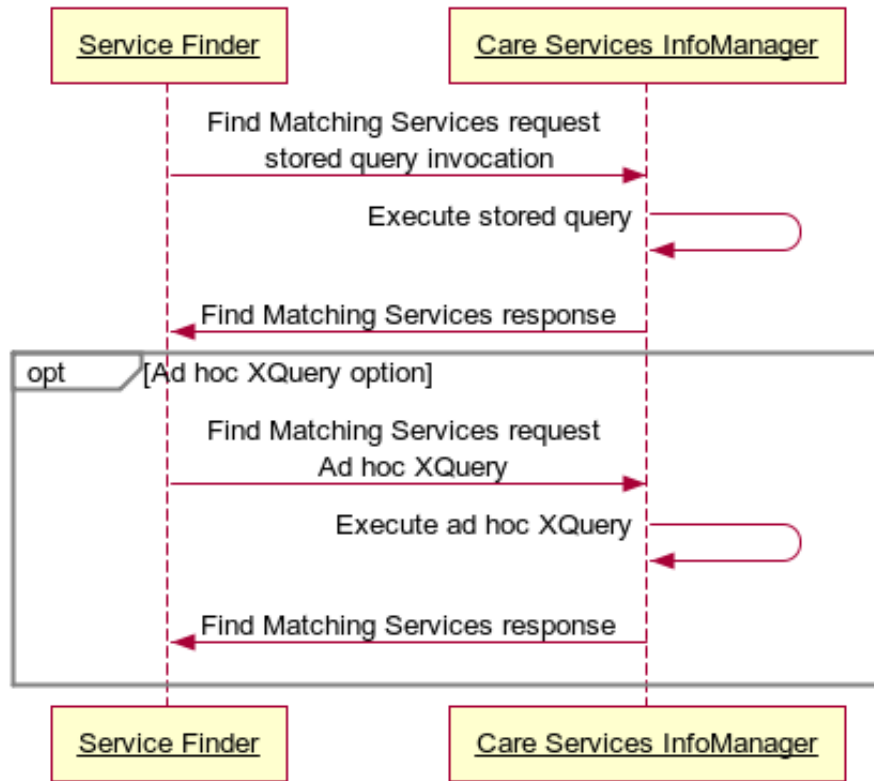 Service Finder
Care Services InfoManager
Find Matching Services request
stored query invocation
Execute stored query
Find Matching Services response
opt
[Ad hoc XQuery option]
Find Matching Services request
Ad hoc XQuery
Execute ad hoc XQuery
Find Matching Services response
Service Finder
Care Services InfoManager